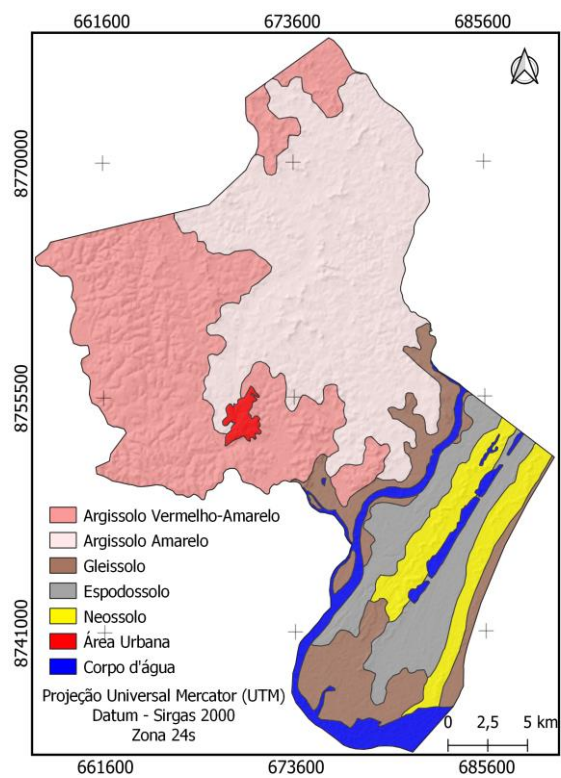 661600 673600 685600
8770000
8755500
8741000
Argissolo Vermelho-Amarelo
Argissolo Amarelo
Gleissolo
Espodossolo
Neossolo
Área Urbana
Corpo d'água
Projeção Universal Mercator (UTM)
Datum - Sirgas 2000
Zona 24s
0 2,5 5 km
661600 673600 685600